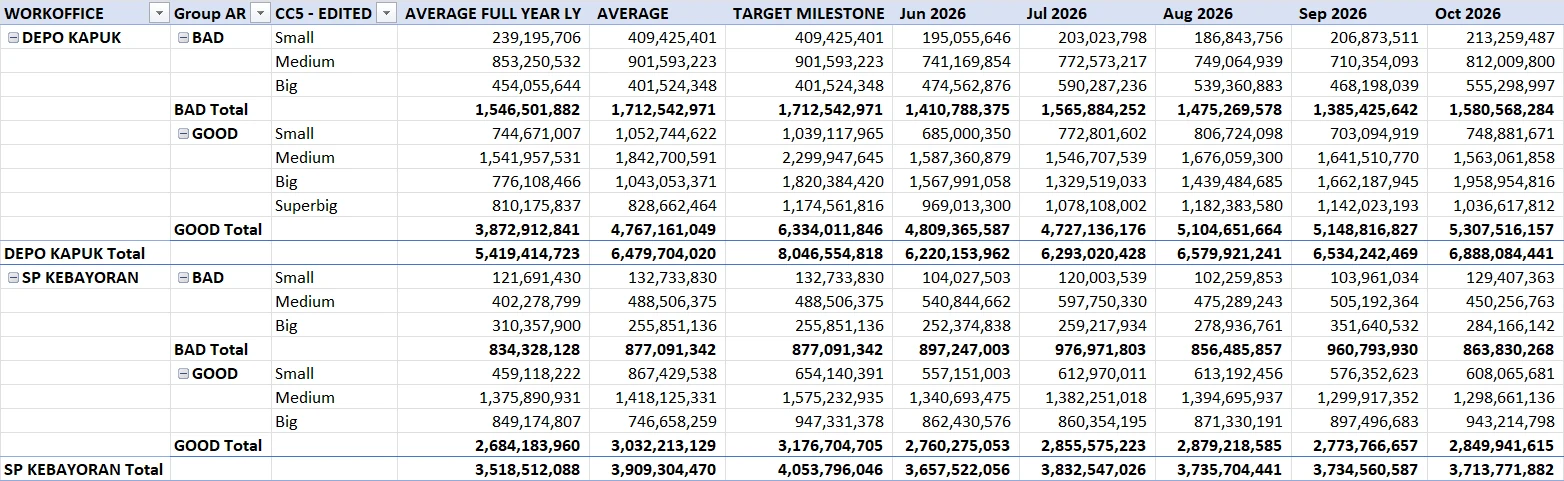 WORKOFFICE Group AR CC5 - EDITED AVERAGE FULL YEAR LY AVERAGE TARGET MILESTONE Jun 2026 Jul 2026 Aug 2026 Sep 2026 Oct 2026
DEPO KAPUK BAD Small 239,195,706 409,425,401 409,425,401 195,055,646 203,023,798 186,843,756 206,873,511 213,259,487
Medium 853,250,532 901,593,223 901,593,223 741,169,854 772,573,217 749,064,939 710,354,093 812,009,800
Big 454,055,644 401,524,348 401,524,348 474,562,876 590,287,236 539,360,883 468,198,039 555,298,997
BAD Total 1,546,501,882 1,712,542,971 1,712,542,971 1,410,788,375 1,565,884,252 1,475,269,578 1,385,425,642 1,580,568,284
GOOD Small 744,671,007 1,052,744,622 1,039,117,965 685,000,350 772,801,602 806,724,098 703,094,919 748,881,671
Medium 1,541,957,531 1,842,700,591 2,299,947,645 1,587,360,879 1,546,707,539 1,676,059,300 1,641,510,770 1,563,061,858
Big 776,108,466 1,043,053,371 1,820,384,420 1,567,991,058 1,329,519,033 1,439,484,685 1,662,187,945 1,958,954,816
Superbig 810,175,837 828,662,464 1,174,561,816 969,013,300 1,078,108,002 1,182,383,580 1,142,023,193 1,036,617,812
GOOD Total 3,872,912,841 4,767,161,049 6,334,011,846 4,809,365,587 4,727,136,176 5,104,651,664 5,148,816,827 5,307,516,157
DEPO KAPUK Total 5,419,414,723 6,479,704,020 8,046,554,818 6,220,153,962 6,293,020,428 6,579,921,241 6,534,242,469 6,888,084,441
SP KEBAYORAN BAD Small 121,691,430 132,733,830 132,733,830 104,027,503 120,003,539 102,259,853 103,961,034 129,407,363
Medium 402,278,799 488,506,375 488,506,375 540,844,662 597,750,330 475,289,243 505,192,364 450,256,763
Big 310,357,900 255,851,136 255,851,136 252,374,838 259,217,934 278,936,761 351,640,532 284,166,142
BAD Total 834,328,128 877,091,342 877,091,342 897,247,003 976,971,803 856,485,857 960,793,930 863,830,268
GOOD Small 459,118,222 867,429,538 654,140,391 557,151,003 612,970,011 613,192,456 576,352,623 608,065,681
Medium 1,375,890,931 1,418,125,331 1,575,232,935 1,340,693,475 1,382,251,018 1,394,695,937 1,299,917,352 1,298,661,136
Big 849,174,807 746,658,259 947,331,378 862,430,576 860,354,195 871,330,191 897,496,683 943,214,798
GOOD Total 2,684,183,960 3,032,213,129 3,176,704,705 2,760,275,053 2,855,575,223 2,879,218,585 2,773,766,657 2,849,941,615
SP KEBAYORAN Total 3,518,512,088 3,909,304,470 4,053,796,046 3,657,522,056 3,832,547,026 3,735,704,441 3,734,560,587 3,713,771,882